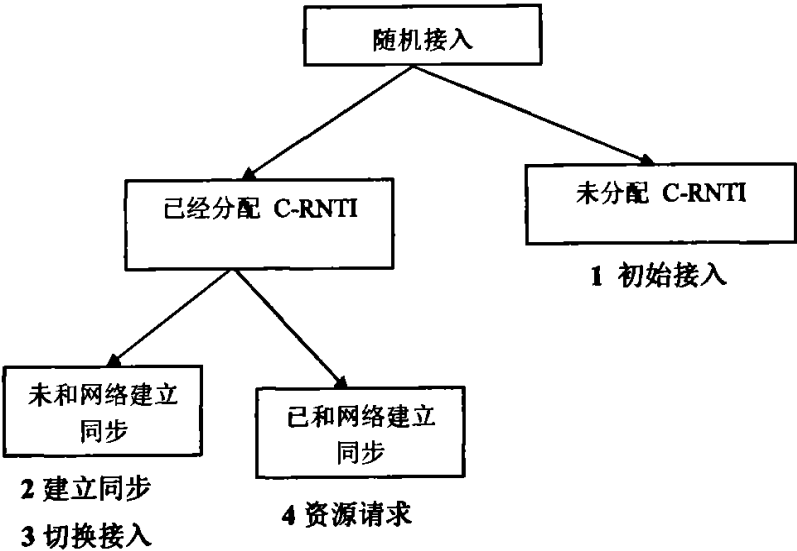 随机接入
已经分配 C-RNTI
未分配 C-RNTI
1 初始接入
未和网络建立
同步
已和网络建立
同步
2 建立同步
3 切换接入
4 资源请求